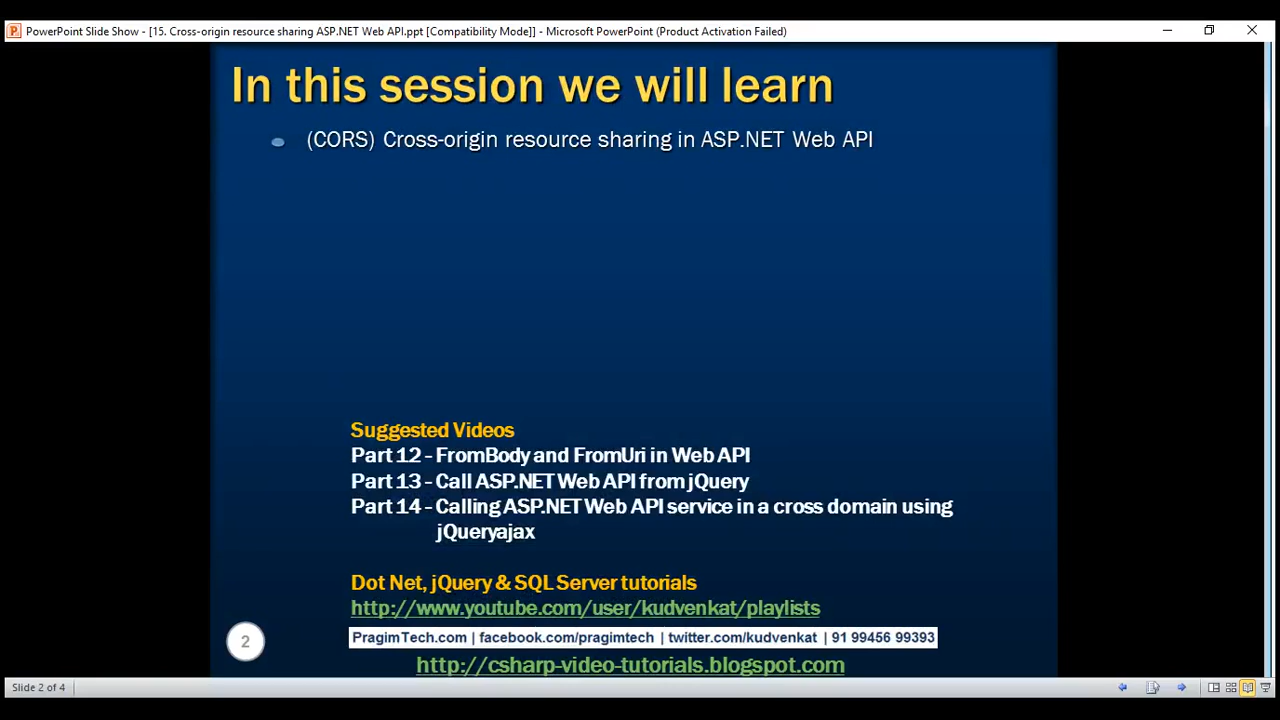 PowerPoint Slide Show - [15. Cross-origin resource sharing ASP.NET Web API.ppt [Compatibility Mode]] - Microsoft PowerPoint (Product Activation Failed)
In this session we will learn
(CORS) Cross-origin resource sharing in ASP.NET Web API
Suggested Videos
Part 12 - FromBody and FromUri in Web API
Part 13 - Call ASP.NET Web API from jQuery
Part 14 - Calling ASP.NET Web API service in a cross domain using
jQueryajax
Dot Net, jQuery & SQL Server tutorials
http://www.youtube.com/user/kudvenkat/playlists
2
PragimTech.com | facebook.com/pragimtech | twitter.com/kudvenkat | 91 99456 99393
http://csharp-video-tutorials.blogspot.com
Slide 2 of 4